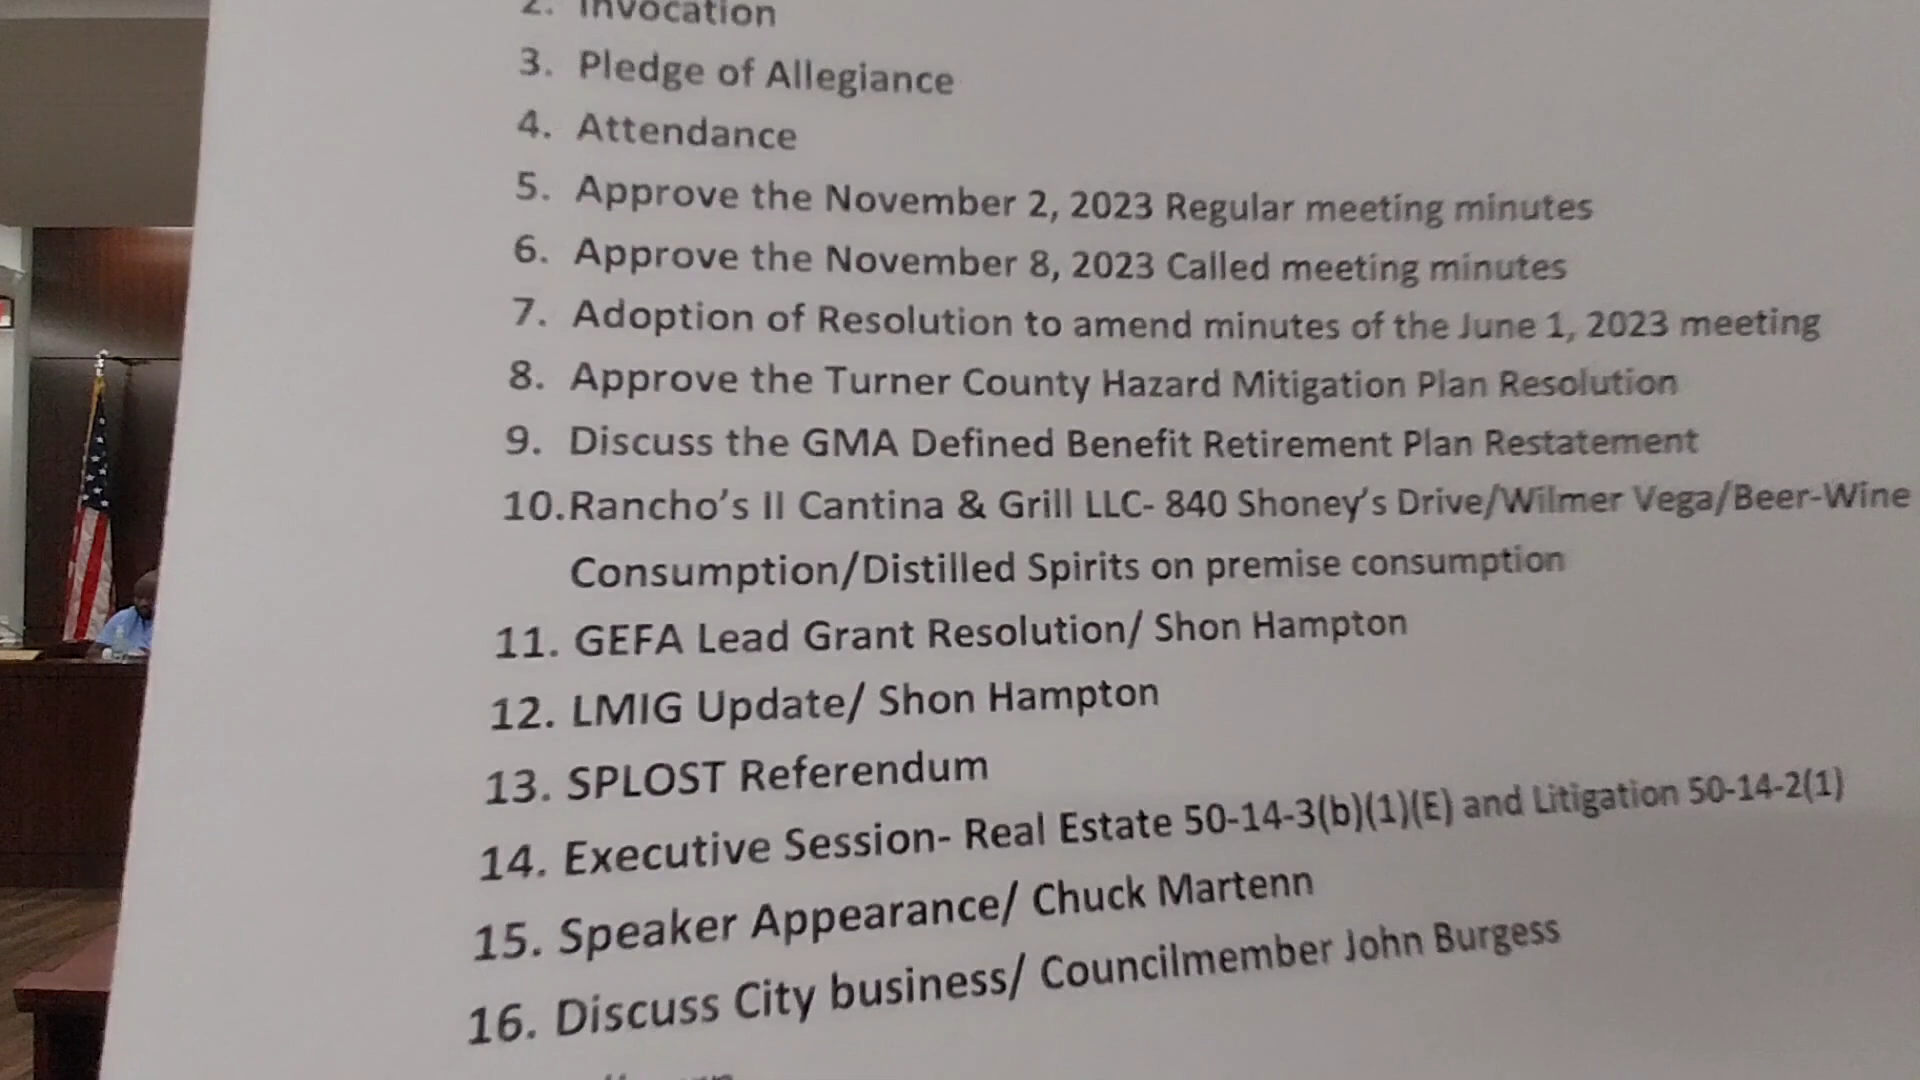 2. Invocation
3. Pledge of Allegiance
4. Attendance
5. Approve the November 2, 2023 Regular meeting minutes
6. Approve the November 8, 2023 Called meeting minutes
7. Adoption of Resolution to amend minutes of the June 1, 2023 meeting
8. Approve the Turner County Hazard Mitigation Plan Resolution
9. Discuss the GMA Defined Benefit Retirement Plan Restatement
10. Rancho's II Cantina & Grill LLC- 840 Shoney's Drive/Wilmer Vega/Beer-Wine
Consumption/Distilled Spirits on premise consumption
11. GEFA Lead Grant Resolution/ Shon Hampton
12. LMIG Update/ Shon Hampton
13. SPLOST Referendum
14. Executive Session- Real Estate 50-14-3(b)(1)(E) and Litigation 50-14-2(1)
15. Speaker Appearance/ Chuck Martenn
16. Discuss City business/ Councilmember John Burgess